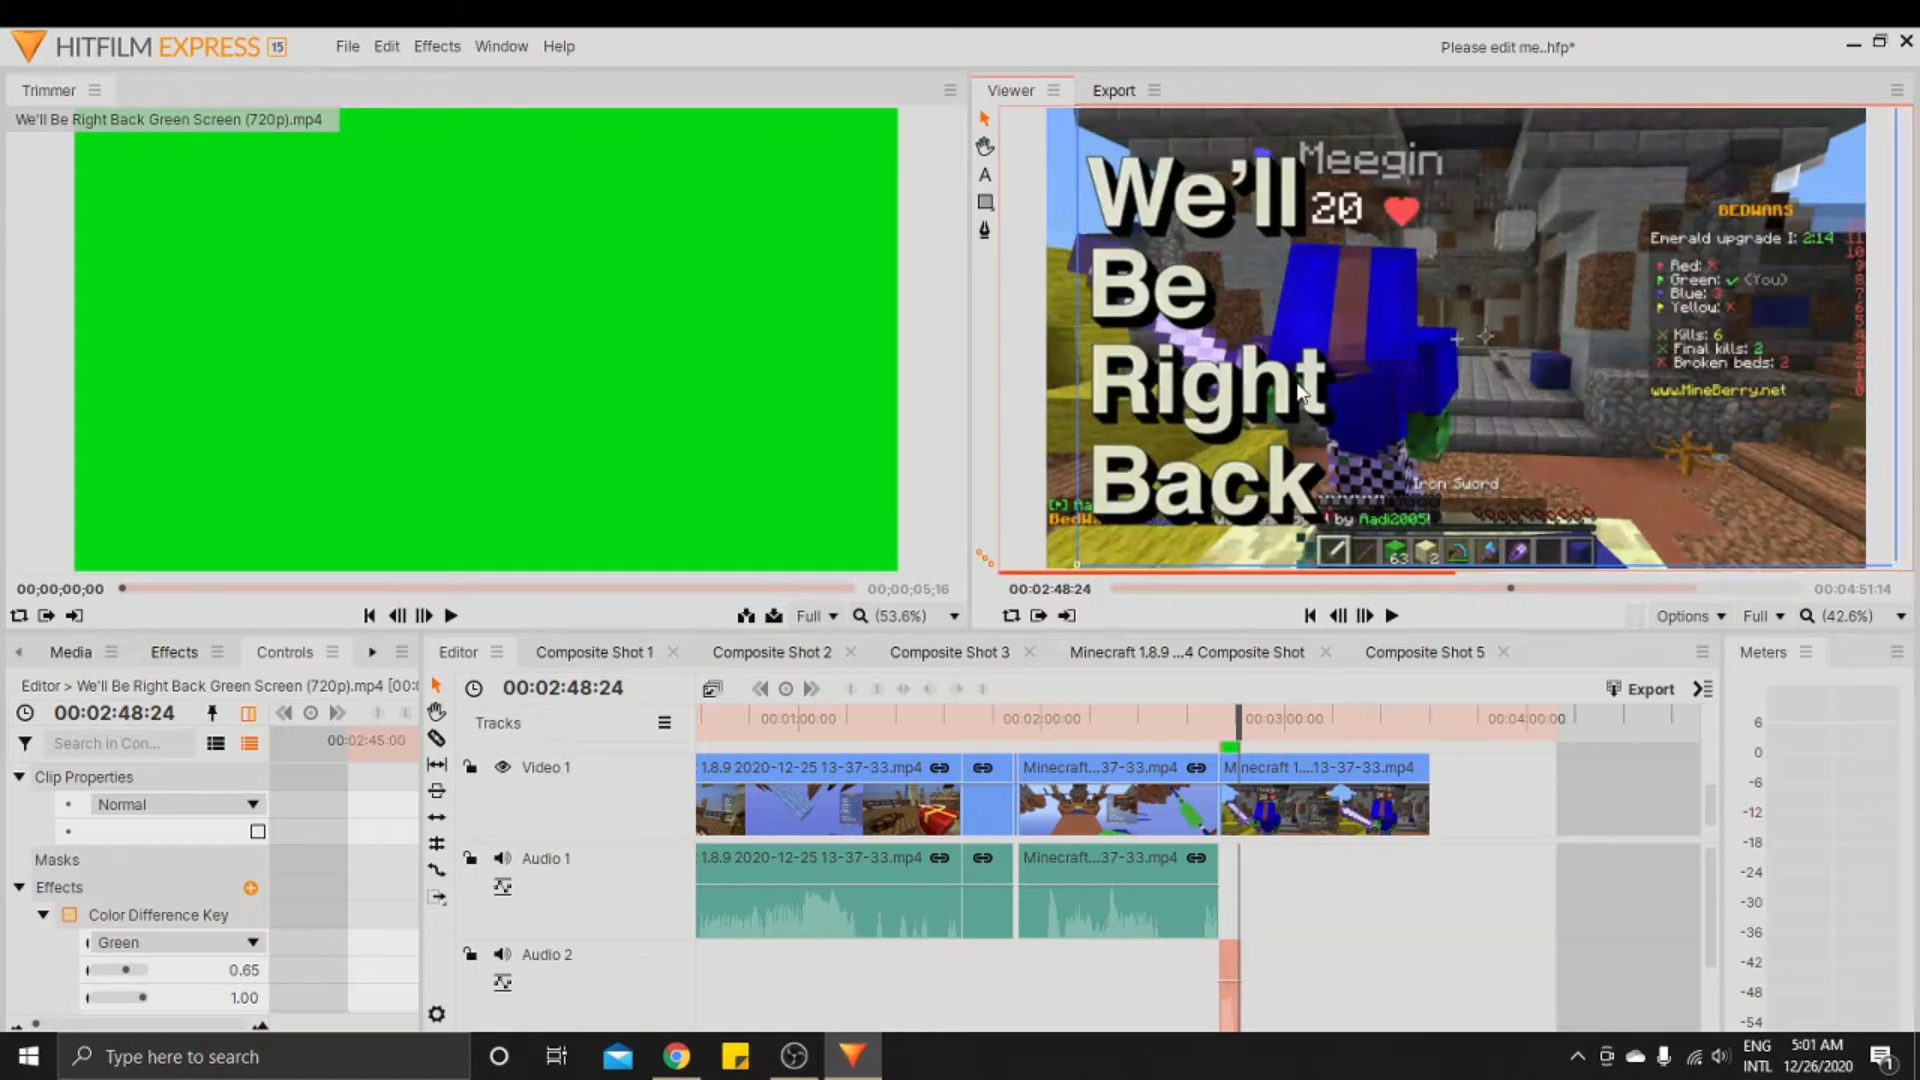 HITFILM EXPRESS 15
File Edit Effects Window Help
Please edit me..hfp*
Trimmer
We'll Be Right Back Green Screen (720p).mp4
00;00;00;00
00;00;05;16
Full
(53.6%)
Viewer
Export
A
We'll
Be
Right
Back
Meegin
20
BEDWARS
Emerald upgrade I: 2:14
Red: X
Green: ✓ (You)
Blue: 3
Yellow: X
Kills: 6
Final kills: 2
Broken beds: 2
www.MineBerry.net
Iron Sword
by Aadi2005!
63
2
00:02:48:24
00:04:51:14
Options
Full
(42.6%)
Media
Effects
Controls
Editor > We'll Be Right Back Green Screen (720p).mp4 [00:
00:02:48:24
Search in Con...
00:02:45:00
Clip Properties
Normal
Masks
Effects
Color Difference Key
Green
0.65
1.00
Editor
Composite Shot 1
Composite Shot 2
Composite Shot 3
Minecraft 1.8.9 ...4 Composite Shot
Composite Shot 5
00:02:48:24
Export
Tracks
00:01:00:00
00:02:00:00
00:03:00:00
00:04:00:00
Video 1
1.8.9 2020-12-25 13-37-33.mp4
Minecraft...37-33.mp4
Minecraft 1....13-37-33.mp4
Audio 1
1.8.9 2020-12-25 13-37-33.mp4
Minecraft...37-33.mp4
Audio 2
Meters
6
0
-6
-12
-18
-24
-30
-36
-42
-48
-54
Type here to search
ENG
INTL
5:01 AM
12/26/2020
1